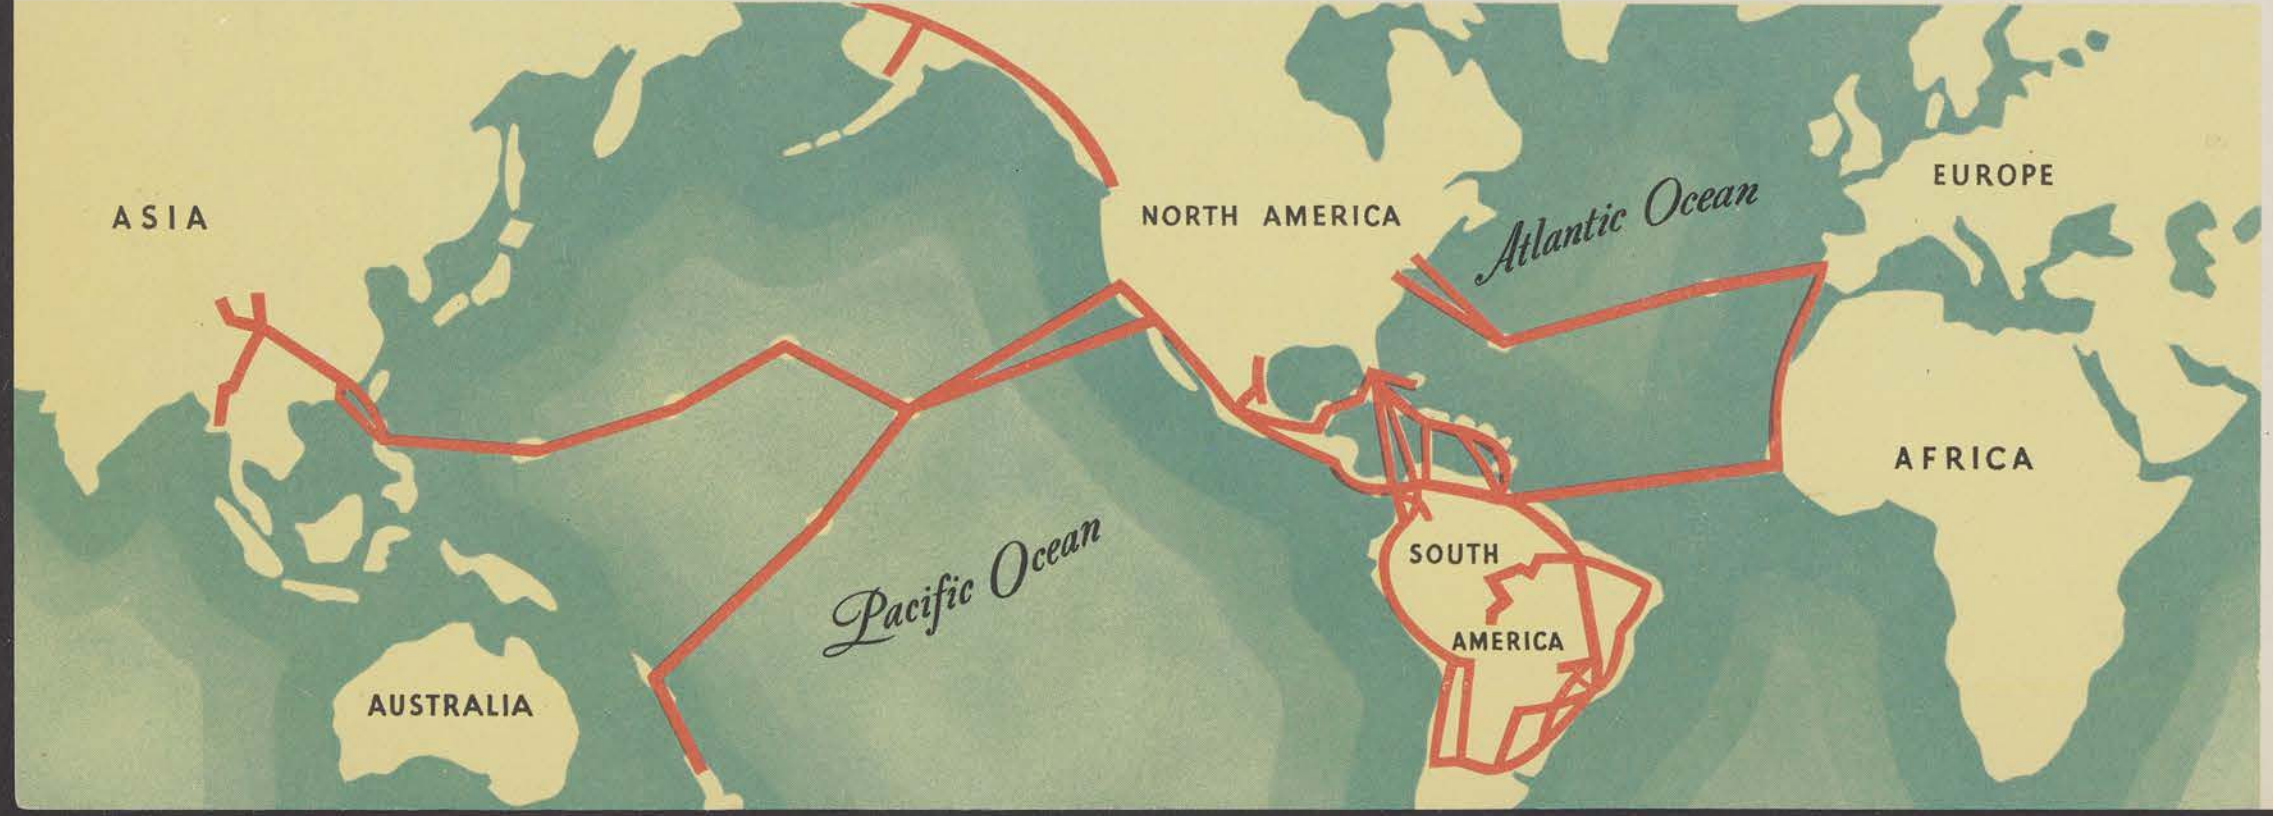 ASIA
NORTH AMERICA
Atlantic Ocean
EUROPE
AFRICA
Pacific Ocean
SOUTH
AMERICA
AUSTRALIA